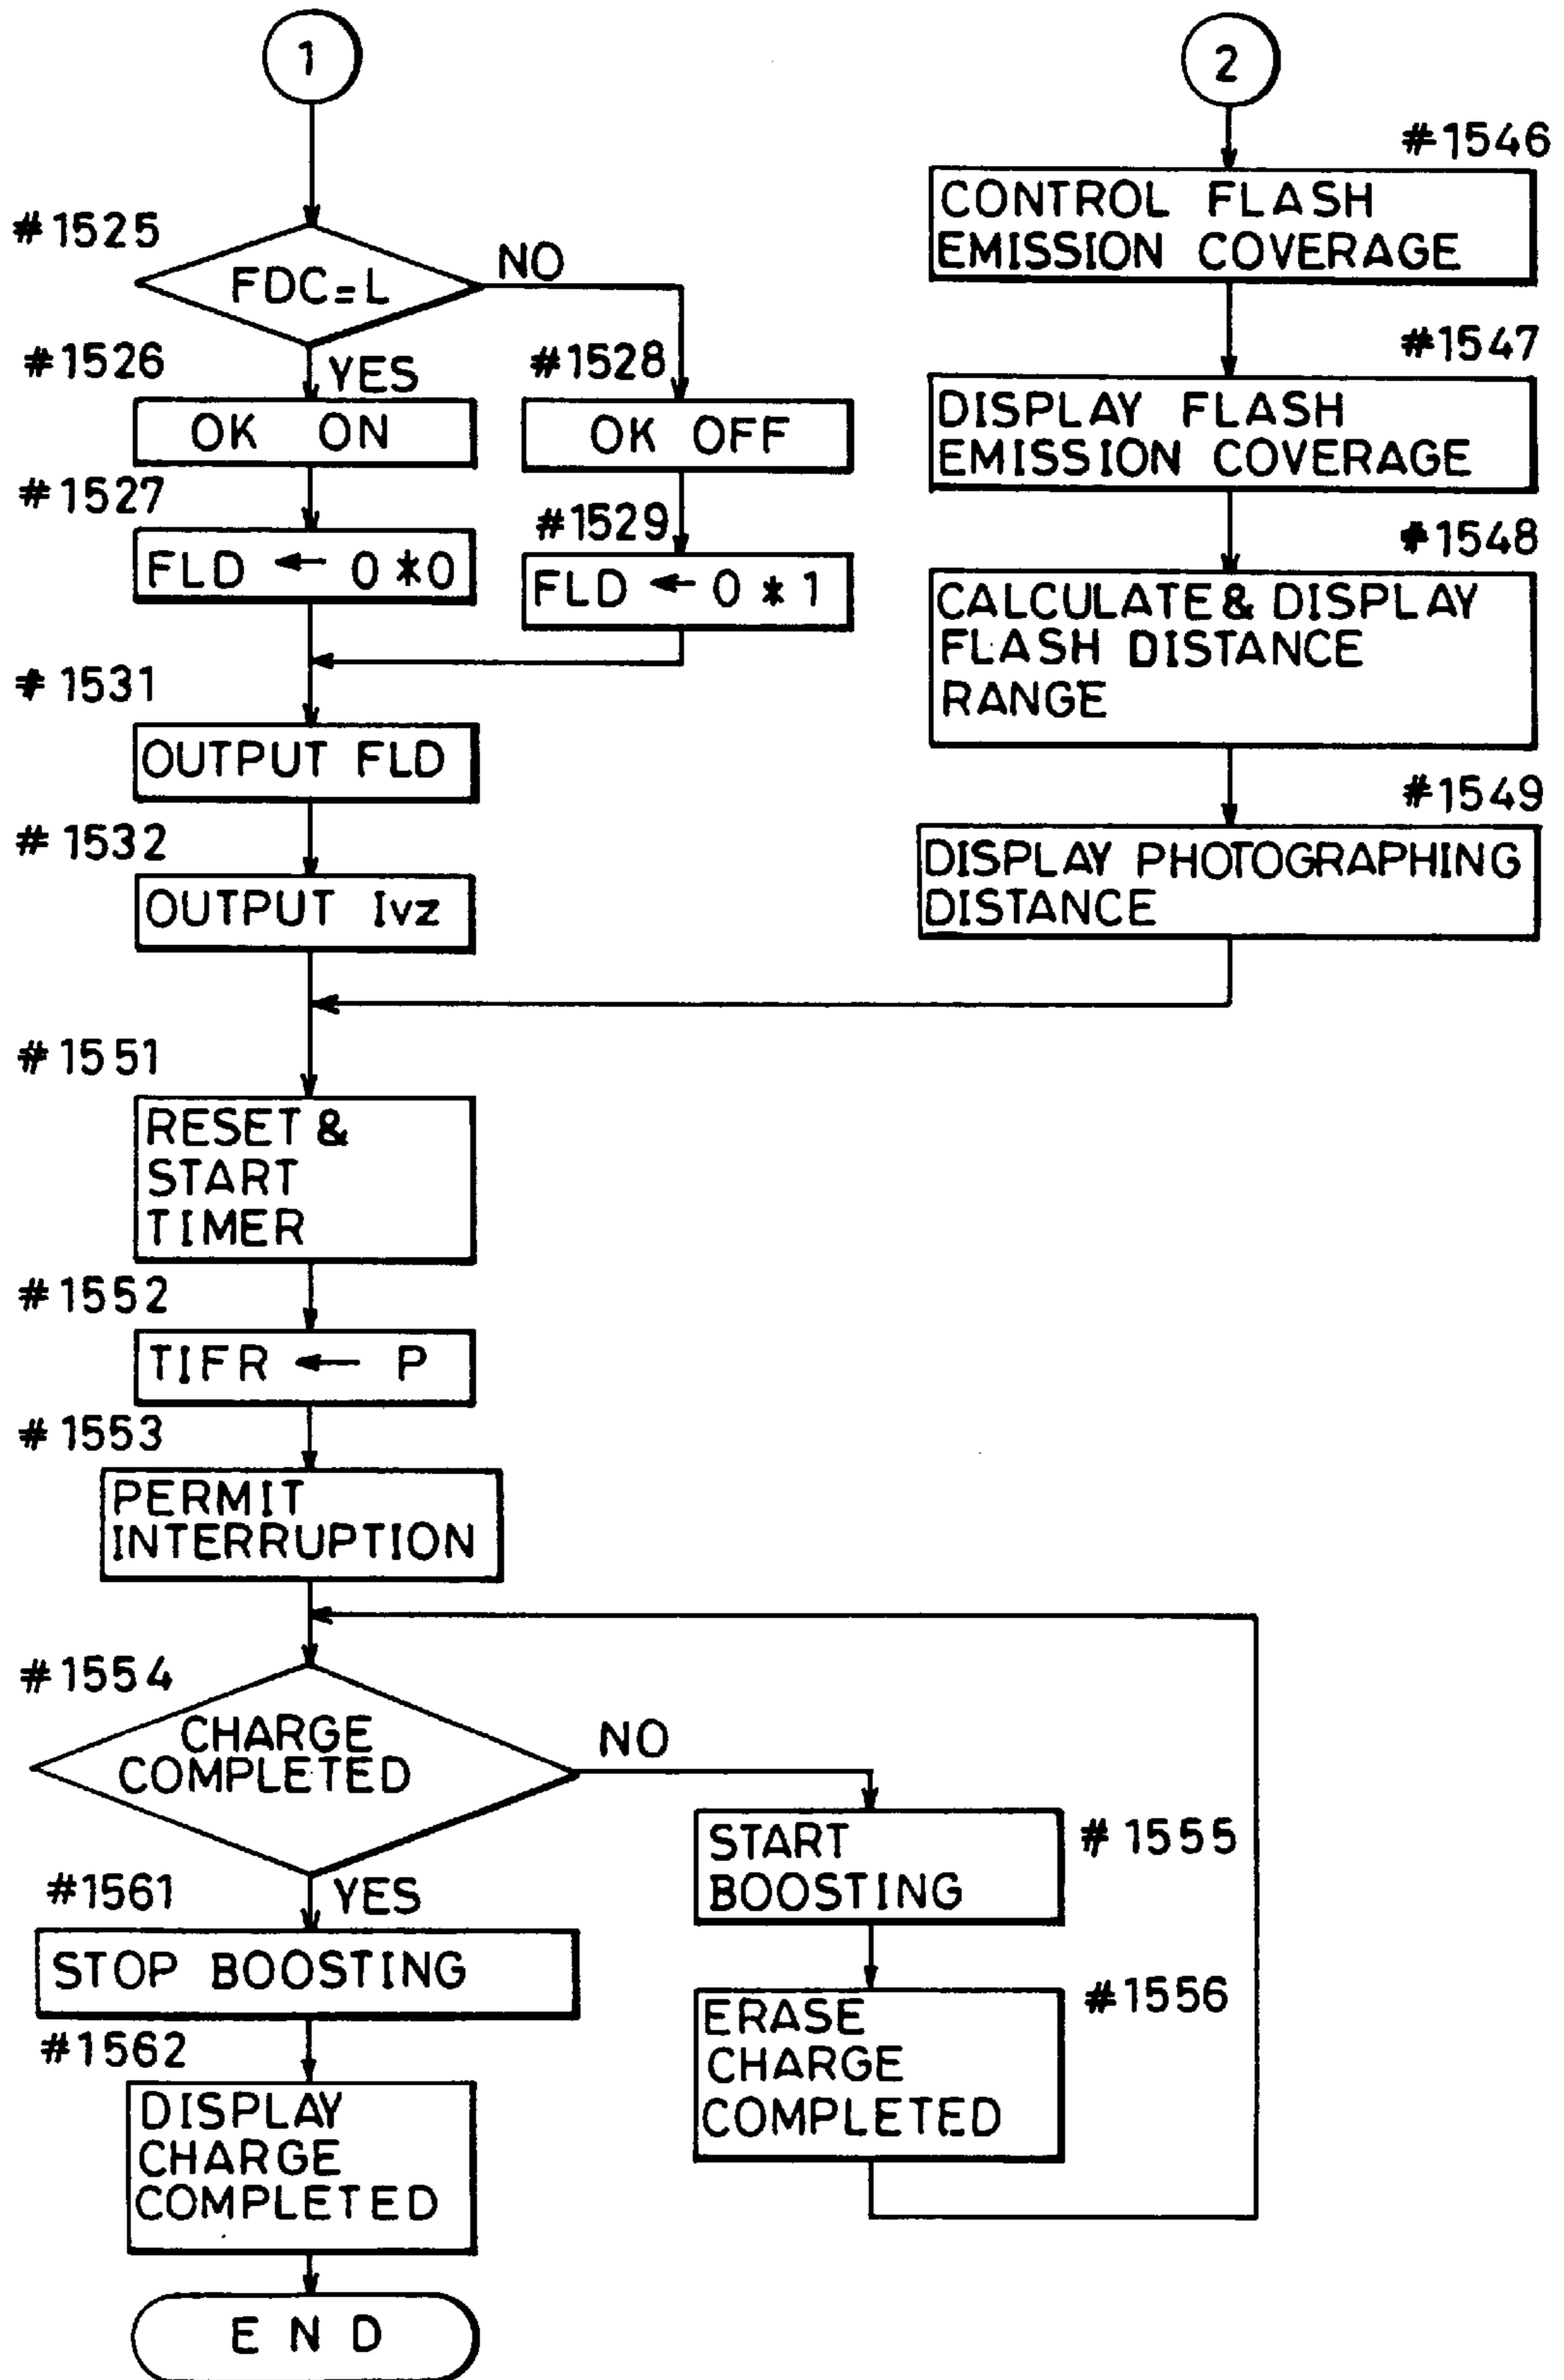 1
#1525
FDC=L
NO
#1526
YES
OK ON
#1528
OK OFF
#1527
FLD ← 0*0
#1529
FLD ← 0*1
#1531
OUTPUT FLD
#1532
OUTPUT Ivz
2
#1546
CONTROL FLASH
EMISSION COVERAGE
#1547
DISPLAY FLASH
EMISSION COVERAGE
#1548
CALCULATE & DISPLAY
FLASH DISTANCE
RANGE
#1549
DISPLAY PHOTOGRAPHING
DISTANCE
#1551
RESET &
START
TIMER
#1552
TIFR ← P
#1553
PERMIT
INTERRUPTION
#1554
CHARGE
COMPLETED
NO
START
BOOSTING
#1555
ERASE
CHARGE
COMPLETED
#1556
YES
#1561
STOP BOOSTING
#1562
DISPLAY
CHARGE
COMPLETED
END